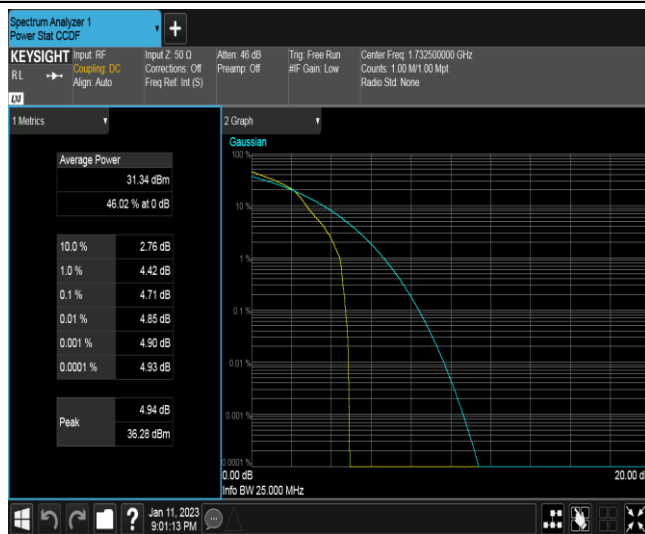 Spectrum Analyzer 1
Power Stat CCDF
+
KEYSIGHT
RL
LXI
Input: RF
Coupling: DC
Align: Auto
Input Z: 50 Ω
Corrections: Off
Freq Ref: Int (S)
Atten: 46 dB
Preamp: Off
Trig: Free Run
#IF Gain: Low
Center Freq: 1.732500000 GHz
Counts: 1.00 M/1.00 Mpt
Radio Std: None
1 Metrics
Average Power
31.34 dBm
46.02 % at 0 dB
10.0 % 2.76 dB
1.0 % 4.42 dB
0.1 % 4.71 dB
0.01 % 4.85 dB
0.001 % 4.90 dB
0.0001 % 4.93 dB
Peak
4.94 dB
36.28 dBm
2 Graph
Gaussian
100 %
10 %
1 %
0.1 %
0.01 %
0.001 %
0.0001 %
0.00 dB
20.00 d
Info BW 25.000 MHz
?
Jan 11, 2023
9:01:13 PM